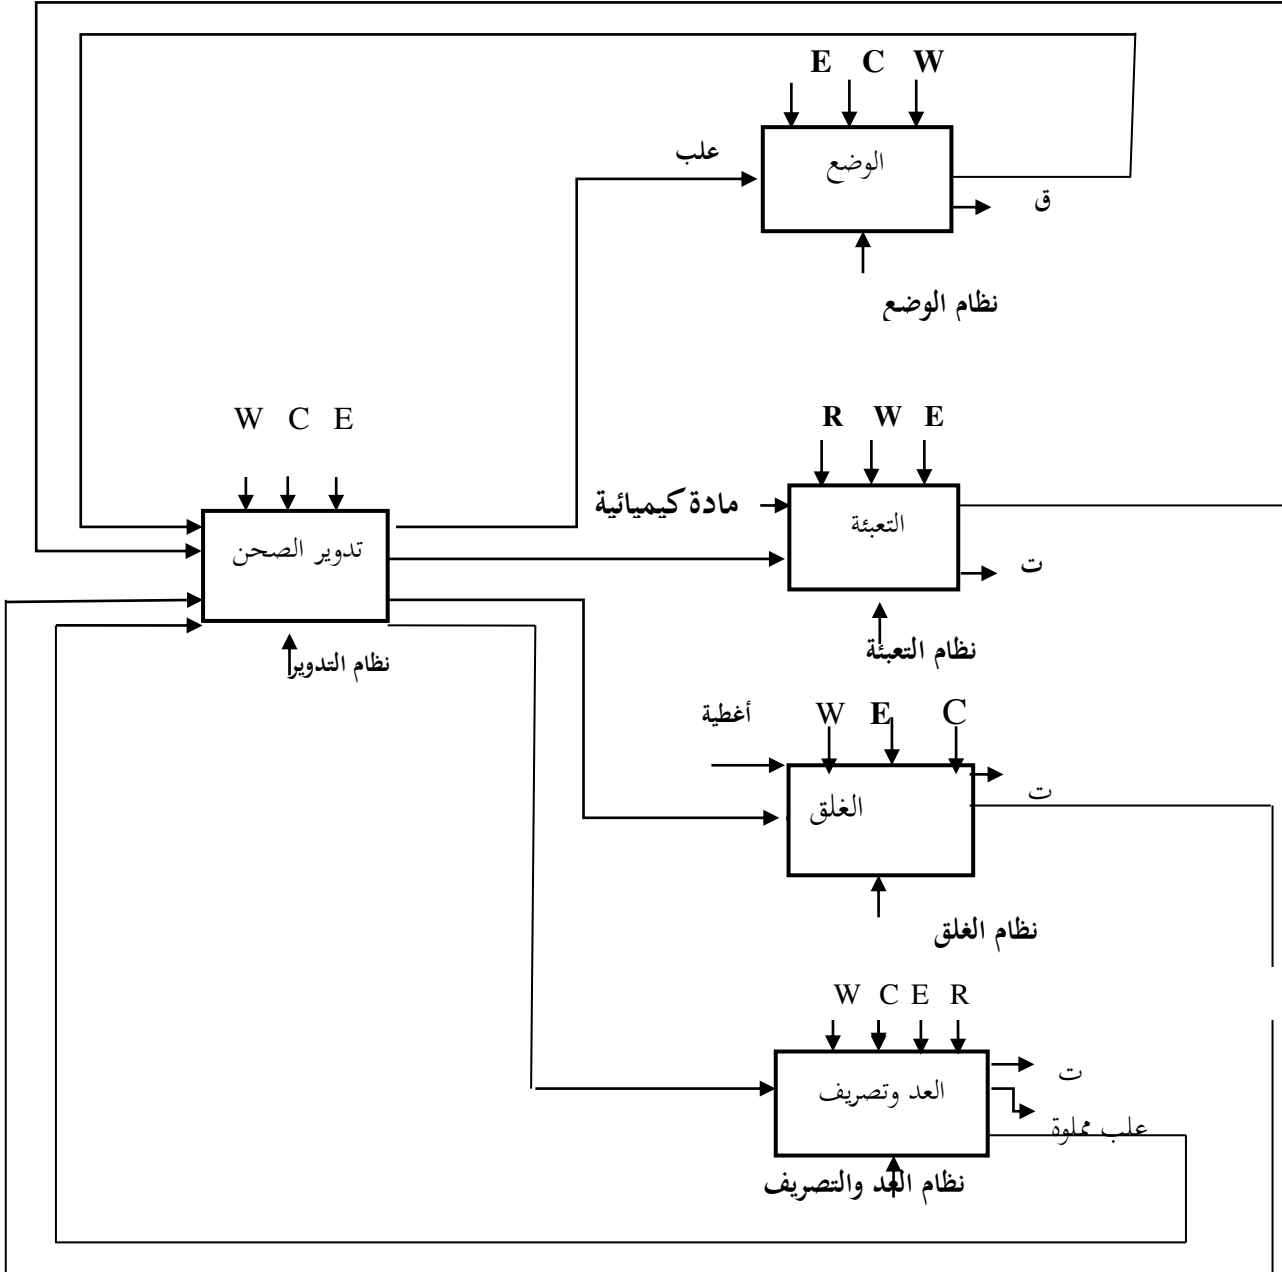 E C W
علب
الوضع
ق
نظام الوضع
W C E
R W E
مادة كيميائية
التعبئة
تدوير الصحن
ت
نظام التعبئة
نظام التدوير
أغطية
W E C
ت
الغلق
نظام الغلق
W C E R
ت
العد وتصريف
علب مملوة
نظام العد والتصريف